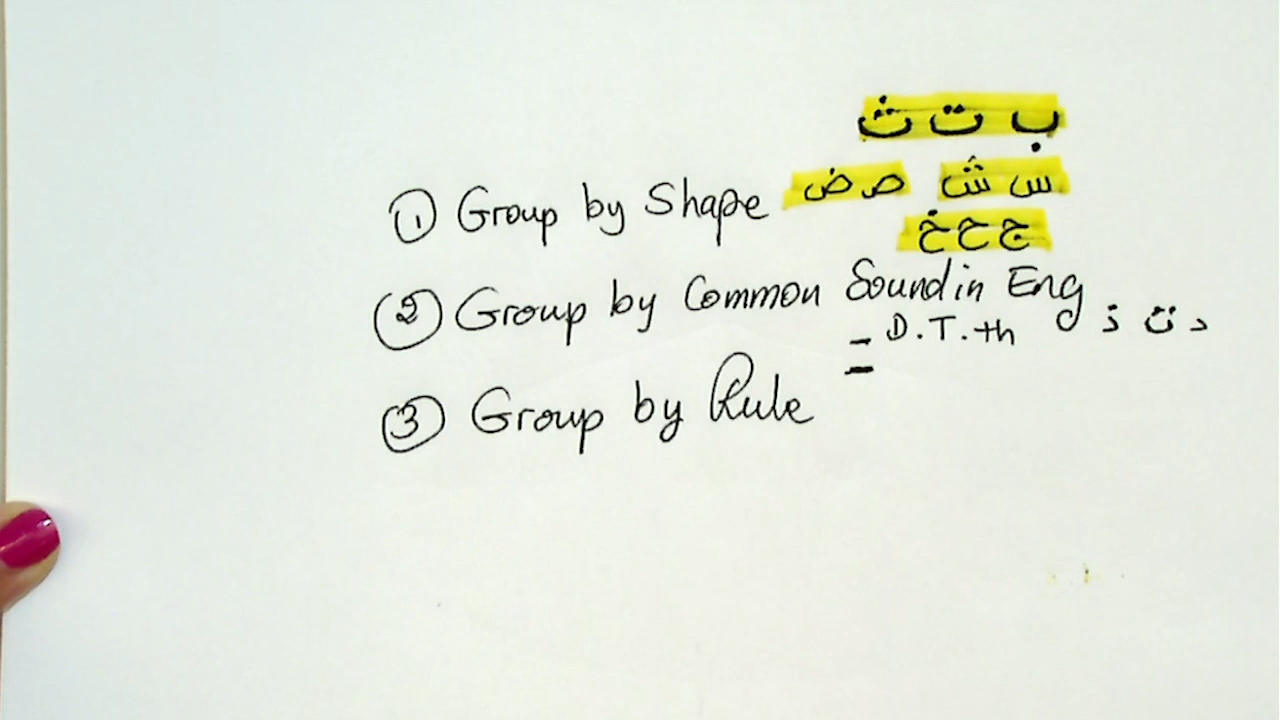 ب ت ث
① Group by Shape س ش ص ض
ج ح خ
② Group by Common Sound in Eng
- D. T. th د ت ذ
③ Group by Rule